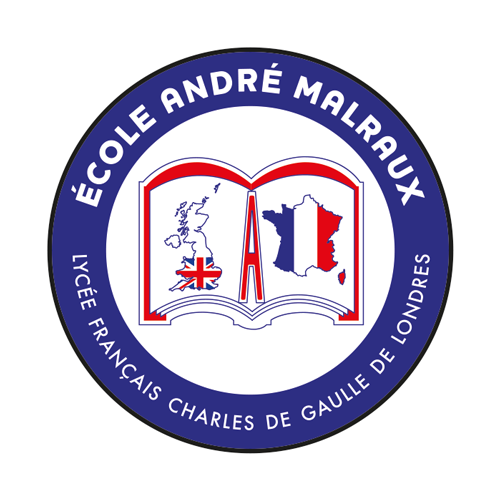 ÉCOLE ANDRÉ MALRAUX
A
LYCÉE FRANÇAIS CHARLES DE GAULLE DE LONDRES